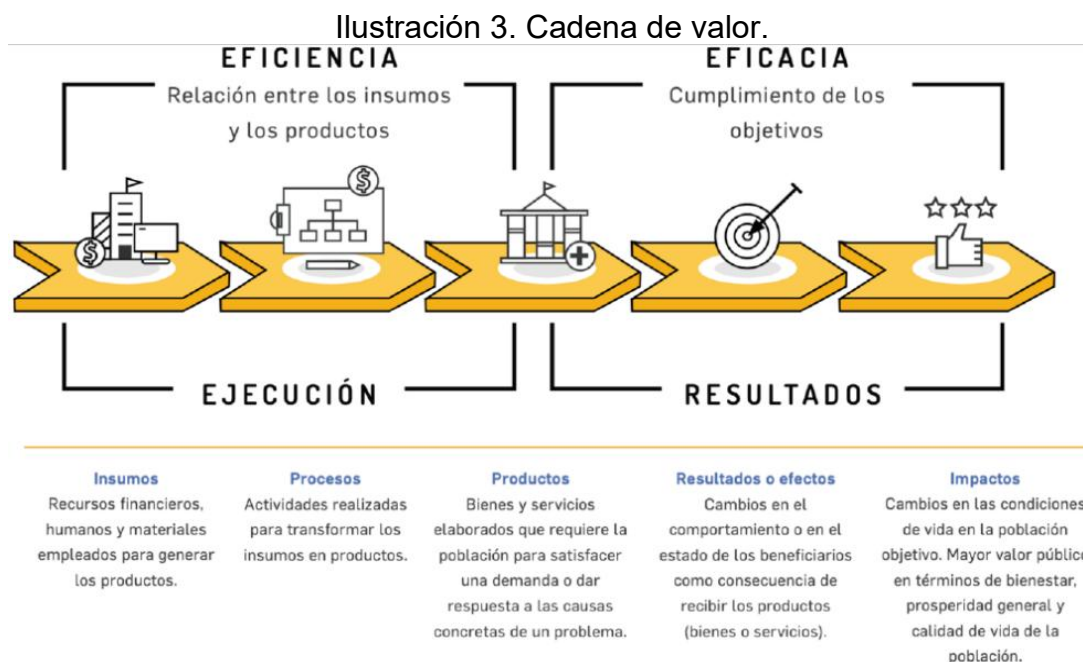 Ilustración 3. Cadena de valor.
EFICIENCIA
Relación entre los insumos
y los productos
EFICACIA
Cumplimiento de los
objetivos
$
$
EJECUCIÓN
RESULTADOS
Insumos
Recursos financieros,
humanos y materiales
empleados para generar
los productos.
Procesos
Actividades realizadas
para transformar los
insumos en productos.
Productos
Bienes y servicios
elaborados que requiere la
población para satisfacer
una demanda o dar
respuesta a las causas
concretas de un problema.
Resultados o efectos
Cambios en el
comportamiento o en el
estado de los beneficiarios
como consecuencia de
recibir los productos
(bienes o servicios).
Impactos
Cambios en las condiciones
de vida en la población
objetivo. Mayor valor público
en términos de bienestar,
prosperidad general y
calidad de vida de la
población.